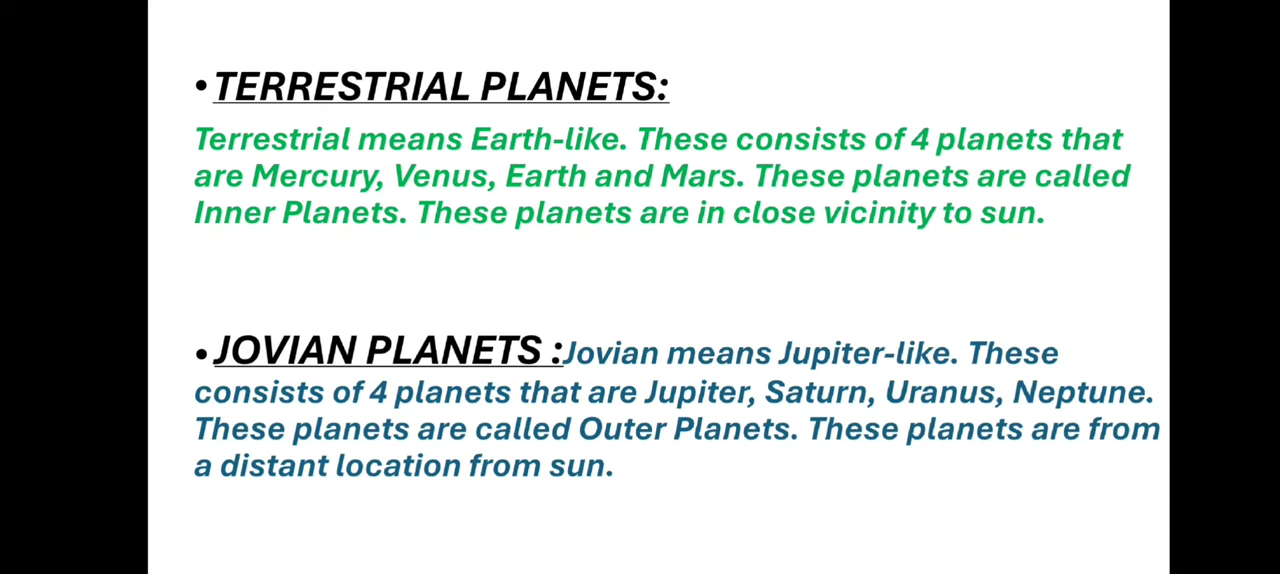 • TERRESTRIAL PLANETS:
Terrestrial means Earth-like. These consists of 4 planets that
are Mercury, Venus, Earth and Mars. These planets are called
Inner Planets. These planets are in close vicinity to sun.
• JOVIAN PLANETS :Jovian means Jupiter-like. These
consists of 4 planets that are Jupiter, Saturn, Uranus, Neptune.
These planets are called Outer Planets. These planets are from
a distant location from sun.